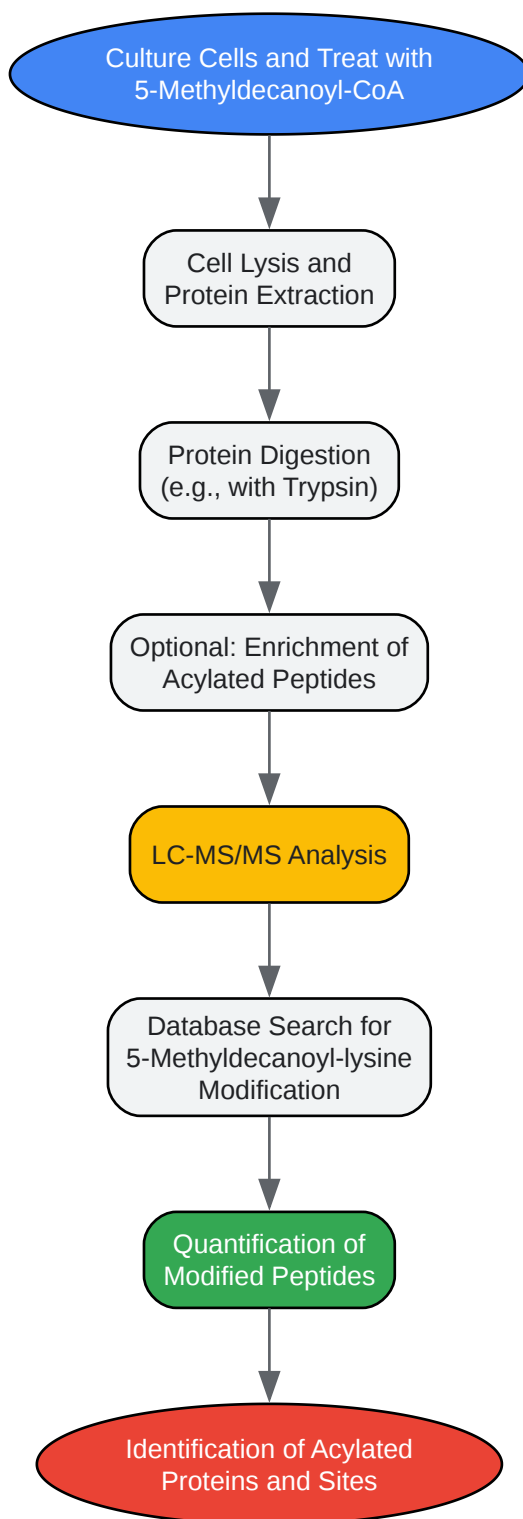 Culture Cells and Treat with
5-Methyldecanoyl-CoA
Cell Lysis and
Protein Extraction
Protein Digestion
(e.g., with Trypsin)
Optional: Enrichment of
Acylated Peptides
LC-MS/MS Analysis
Database Search for
5-Methyldecanoyl-lysine
Modification
Quantification of
Modified Peptides
Identification of Acylated
Proteins and Sites